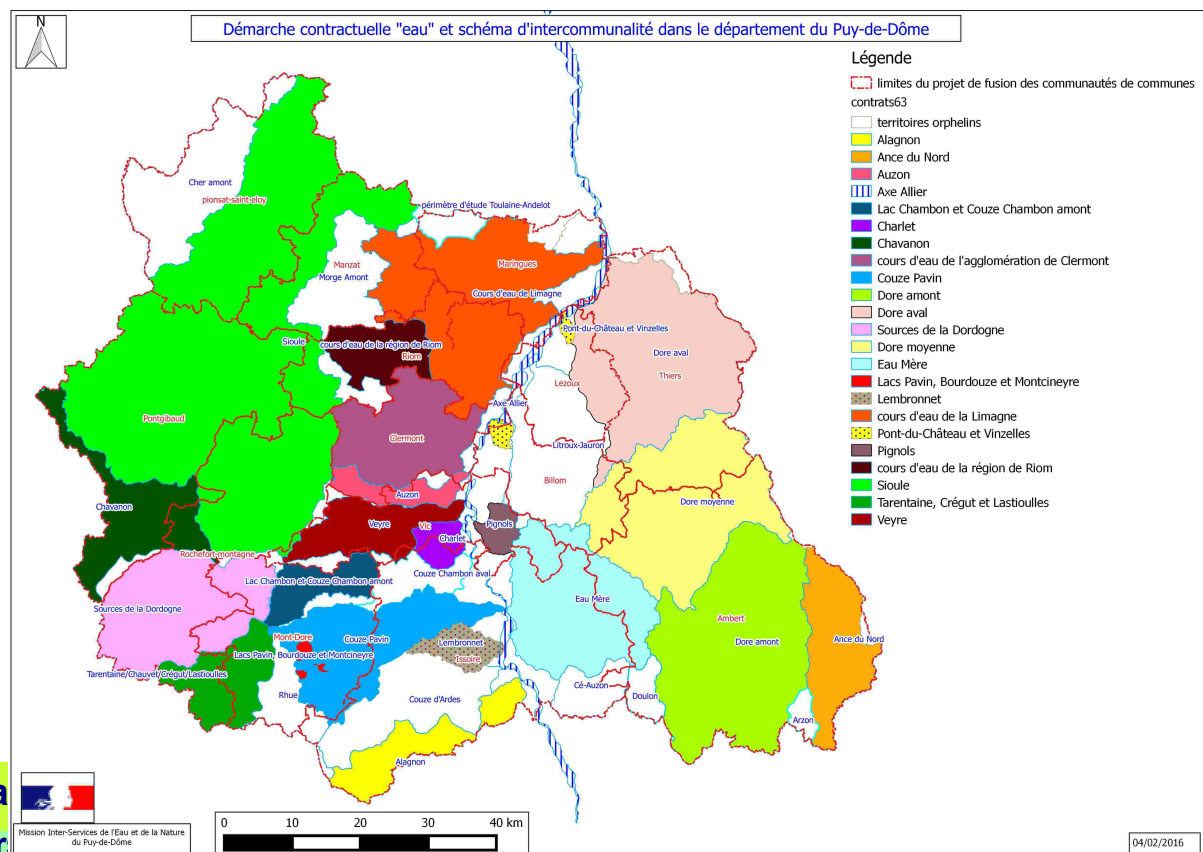 N
Démarche contractuelle "eau" et schéma d'intercommunalité dans le département du Puy-de-Dôme
Légende
limites du projet de fusion des communautés de communes
contrats63
territoires orphelins
Alagnon
Ance du Nord
Auzon
Axe Allier
Lac Chambon et Couze Chambon amont
Charlet
Chavanon
cours d'eau de l'agglomération de Clermont
Couze Pavin
Dore amont
Dore aval
Sources de la Dordogne
Dore moyenne
Eau Mère
Lacs Pavin, Bourdouze et Montcineyre
Lembronnet
cours d'eau de la Limagne
Pont-du-Château et Vinzelles
Pignols
cours d'eau de la région de Riom
Sioule
Tarentaine, Crégut et Lastioulles
Veyre
Cher amont
pionsat-saint-eloy
périmètre d'étude Toulaine-Andelot
Manzat
Morge Amont
Maringues
Cours d'eau de Limagne
Pont-du-Château et Vinzelles
Sioule
cours d'eau de la région de Riom
Riom
Dore aval
Thiers
Lezoux
Axe-Allier
Pontgibaud
Clermont
Litroux-Jauron
Billom
Auzon
Chavanon
Dore moyenne
Veyre
Vic
Charlet
Pignols
Rochefort-montagne
Lac Chambon et Couze Chambon amont
Couze Chambon aval
Sources de la Dordogne
Eau Mère
Ambert
Dore amont
Ance du Nord
Mont-Dore
Couze Pavin
Lembronnet
Lacs Pavin, Bourdouze et Montcineyre
Issoire
Tarentaine/Chauvet/Crégut/Lastioulles
Rhue
Couze d'Ardes
Cé-Auzon
Doulon
Arzon
Alagnon
a
r
Mission Inter-Services de l'Eau et de la Nature
du Puy-de-Dôme
0 10 20 30 40 km
04/02/2016